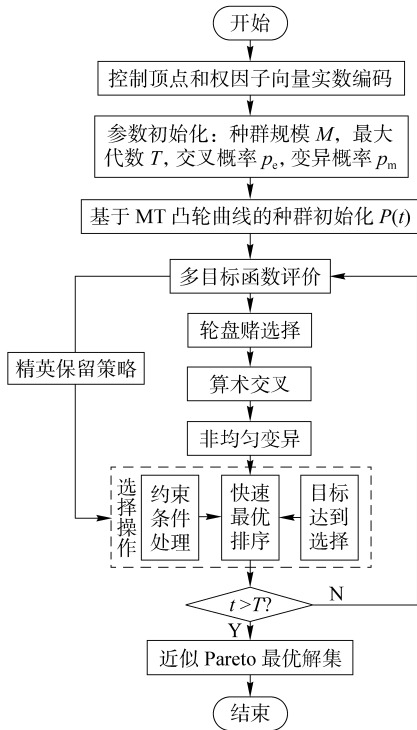 开始
控制顶点和权因子向量实数编码
参数初始化：种群规模 M，最大
代数 T，交叉概率 pe，变异概率 pm
基于 MT 凸轮曲线的种群初始化 P(t)
多目标函数评价
轮盘赌选择
精英保留策略
算术交叉
非均匀变异
选择操作
约束
条件
处理
快速
最优
排序
目标
达到
选择
t>T?
N
Y
近似 Pareto 最优解集
结束